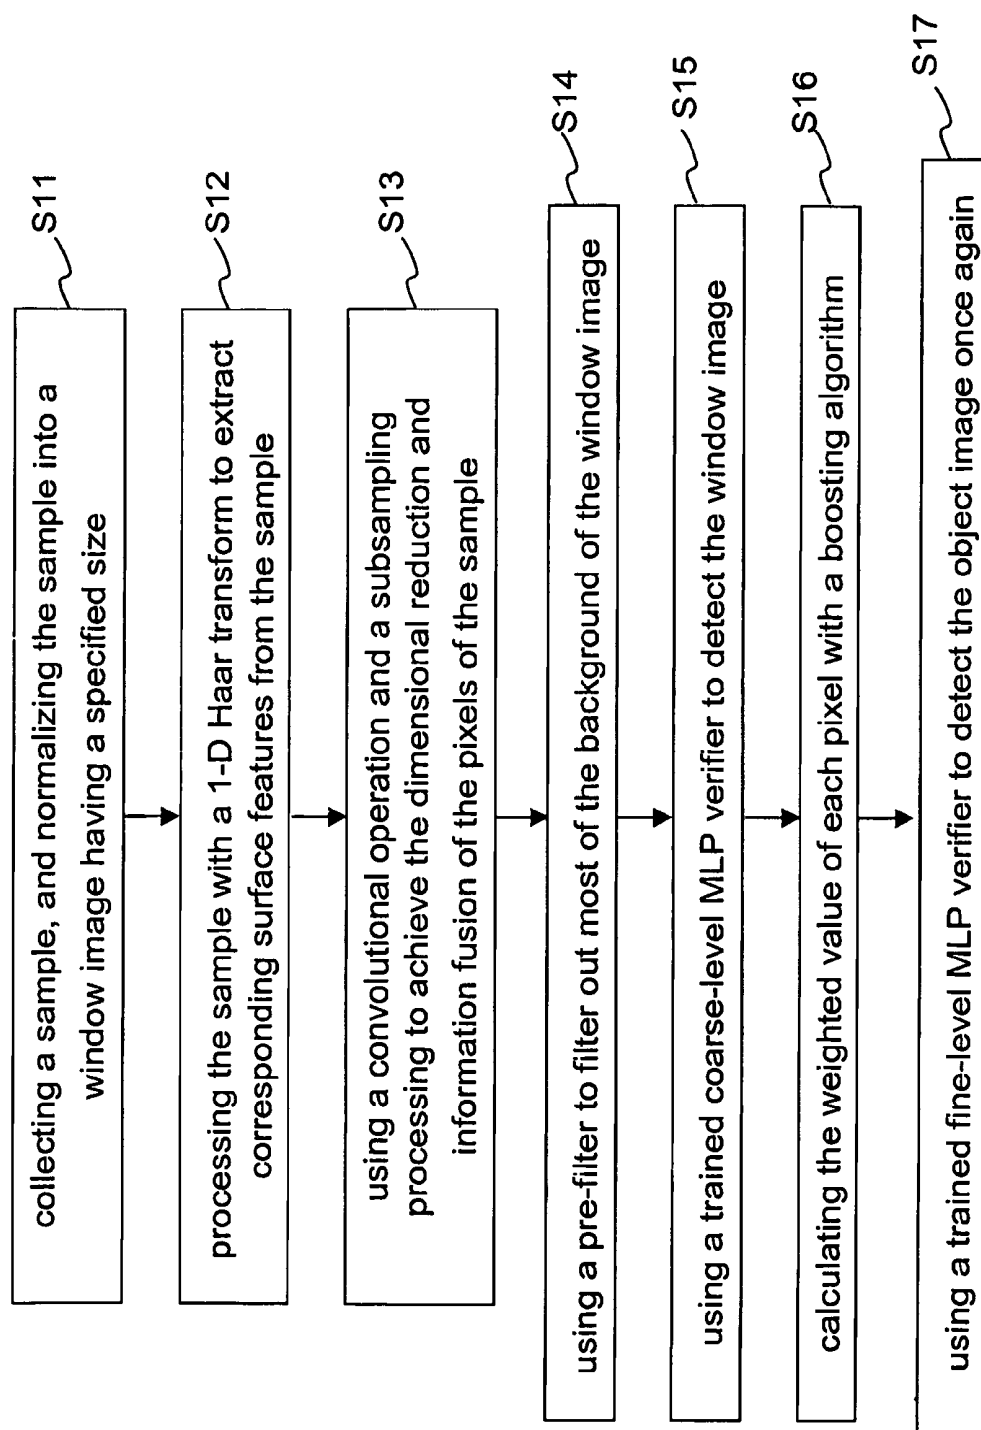 collecting a sample, and normalizing the sample into a
window image having a specified size
S11
processing the sample with a 1-D Haar transform to extract
corresponding surface features from the sample
S12
using a convolutional operation and a subsampling
processing to achieve the dimensional reduction and
information fusion of the pixels of the sample
S13
using a pre-filter to filter out most of the background of the window image
S14
using a trained coarse-level MLP verifier to detect the window image
S15
calculating the weighted value of each pixel with a boosting algorithm
S16
using a trained fine-level MLP verifier to detect the object image once again
S17